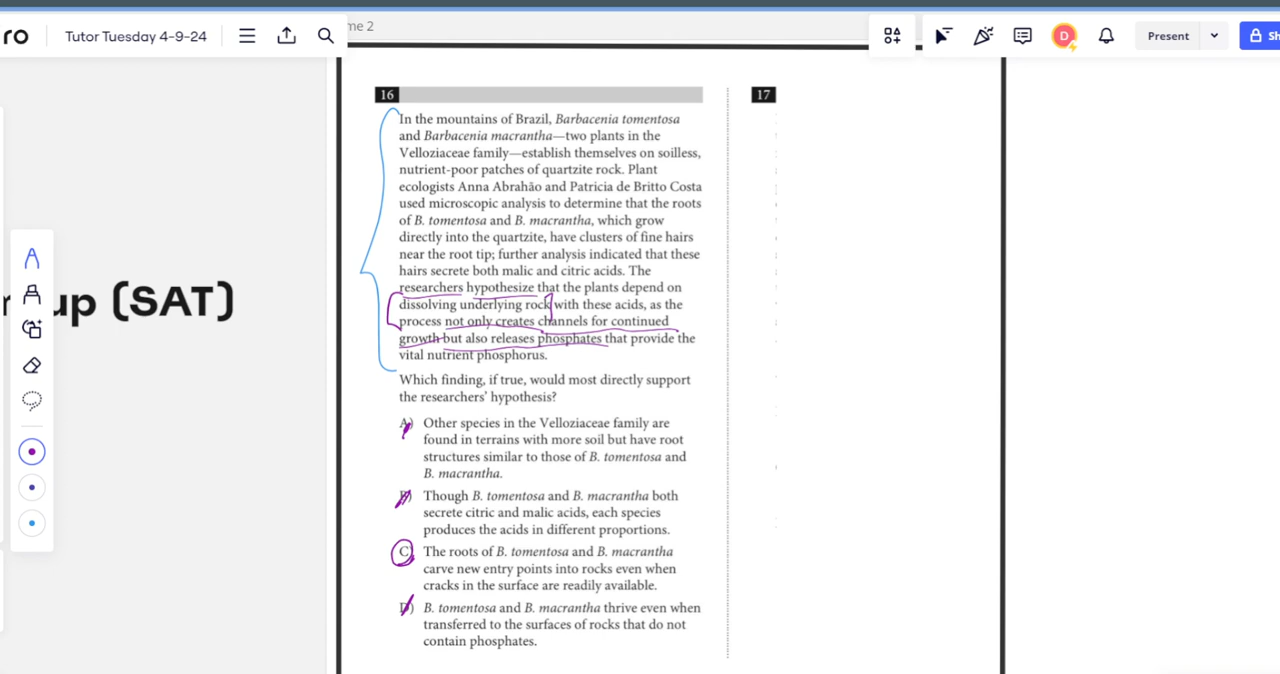 ro
Tutor Tuesday 4-9-24
me 2
D
Present
Sh
up (SAT)
16
In the mountains of Brazil, Barbacenia tomentosa
and Barbacenia macrantha—two plants in the
Velloziaceae family—establish themselves on soilless,
nutrient-poor patches of quartzite rock. Plant
ecologists Anna Abrahão and Patricia de Britto Costa
used microscopic analysis to determine that the roots
of B. tomentosa and B. macrantha, which grow
directly into the quartzite, have clusters of fine hairs
near the root tip; further analysis indicated that these
hairs secrete both malic and citric acids. The
researchers hypothesize that the plants depend on
dissolving underlying rock with these acids, as the
process not only creates channels for continued
growth but also releases phosphates that provide the
vital nutrient phosphorus.
Which finding, if true, would most directly support
the researchers' hypothesis?
A) Other species in the Velloziaceae family are
found in terrains with more soil but have root
structures similar to those of B. tomentosa and
B. macrantha.
B) Though B. tomentosa and B. macrantha both
secrete citric and malic acids, each species
produces the acids in different proportions.
C) The roots of B. tomentosa and B. macrantha
carve new entry points into rocks even when
cracks in the surface are readily available.
D) B. tomentosa and B. macrantha thrive even when
transferred to the surfaces of rocks that do not
contain phosphates.
17